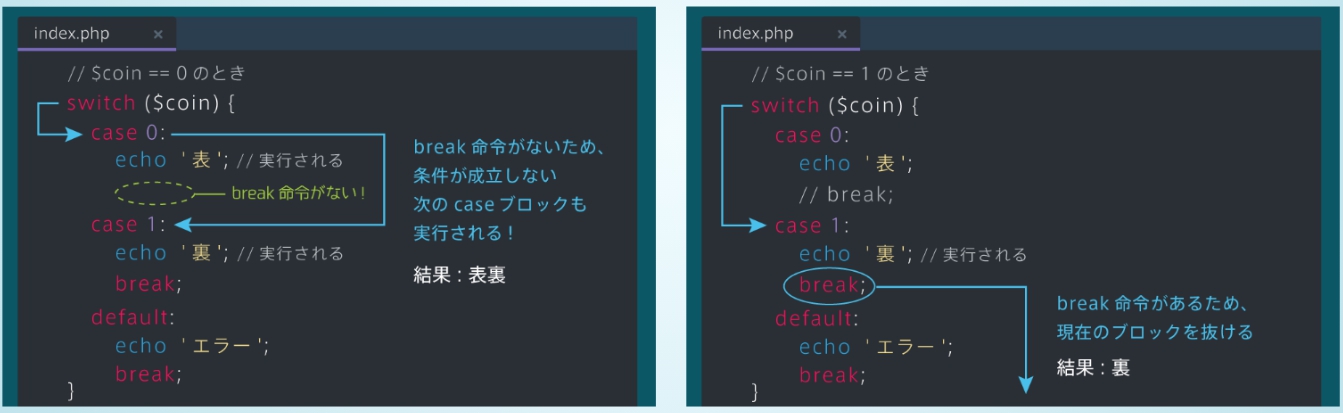 index.php ×
// $coin == 0 のとき
switch ($coin) {
case 0:
echo ' 表 '; // 実行される
break 命令がない !
case 1:
echo ' 裏 '; // 実行される
break;
default:
echo ' エラー ';
break;
}
break 命令がないため、
条件が成立しない
次の case ブロックも
実行される !
結果 : 表裏
index.php ×
// $coin == 1 のとき
switch ($coin) {
case 0:
echo ' 表 ';
// break;
case 1:
echo ' 裏 '; // 実行される
break;
default:
echo ' エラー ';
break;
}
break 命令があるため、
現在のブロックを抜ける
結果 : 裏